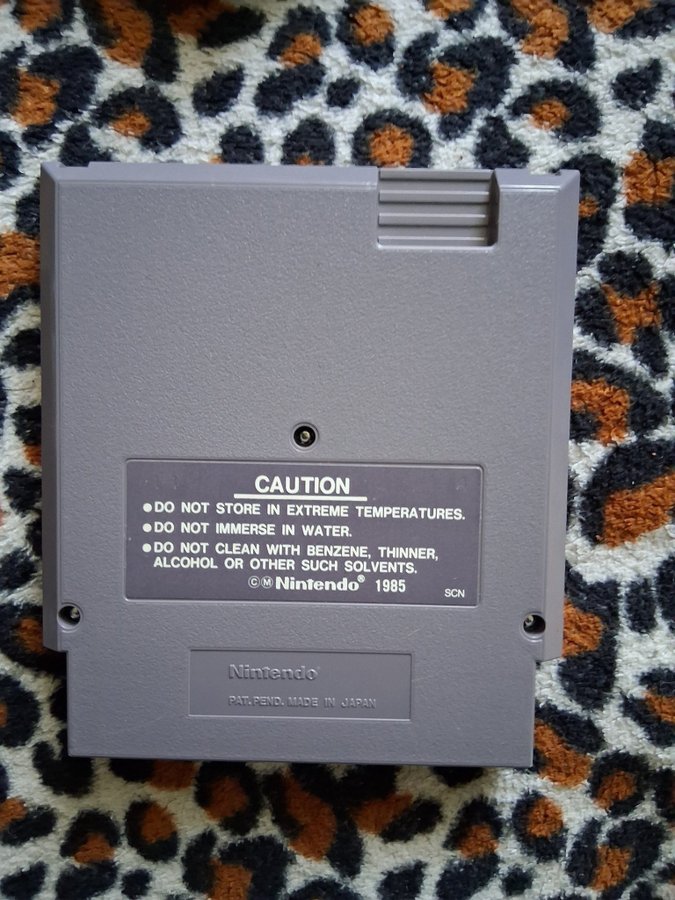 CAUTION
●DO NOT STORE IN EXTREME TEMPERATURES.
●DO NOT IMMERSE IN WATER.
●DO NOT CLEAN WITH BENZENE, THINNER,
ALCOHOL OR OTHER SUCH SOLVENTS.
©Ⓜ Nintendo® 1985
SCN
Nintendo®
PAT. PEND. MADE IN JAPAN